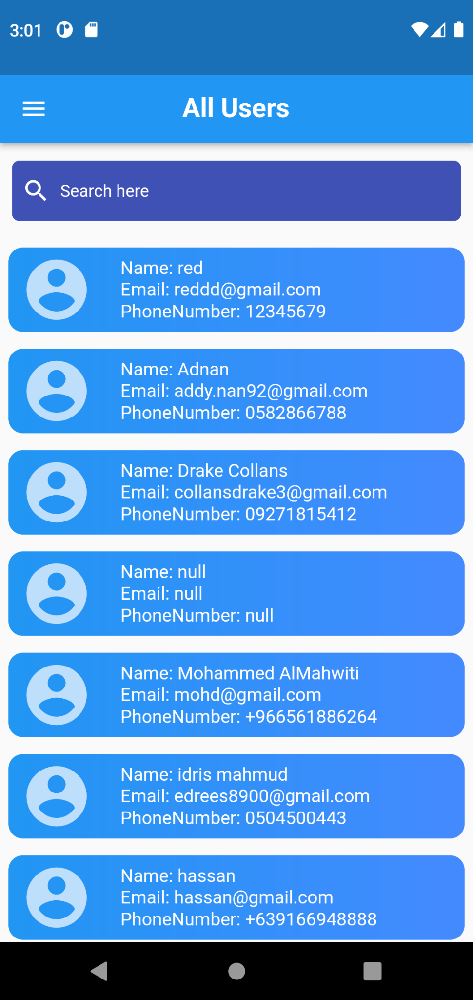 3:01
All Users
Search here
Name: red
Email: reddd@gmail.com
PhoneNumber: 12345679
Name: Adnan
Email: addy.nan92@gmail.com
PhoneNumber: 0582866788
Name: Drake Collans
Email: collansdrake3@gmail.com
PhoneNumber: 09271815412
Name: null
Email: null
PhoneNumber: null
Name: Mohammed AlMahwiti
Email: mohd@gmail.com
PhoneNumber: +966561886264
Name: idris mahmud
Email: edrees8900@gmail.com
PhoneNumber: 0504500443
Name: hassan
Email: hassan@gmail.com
PhoneNumber: +639166948888